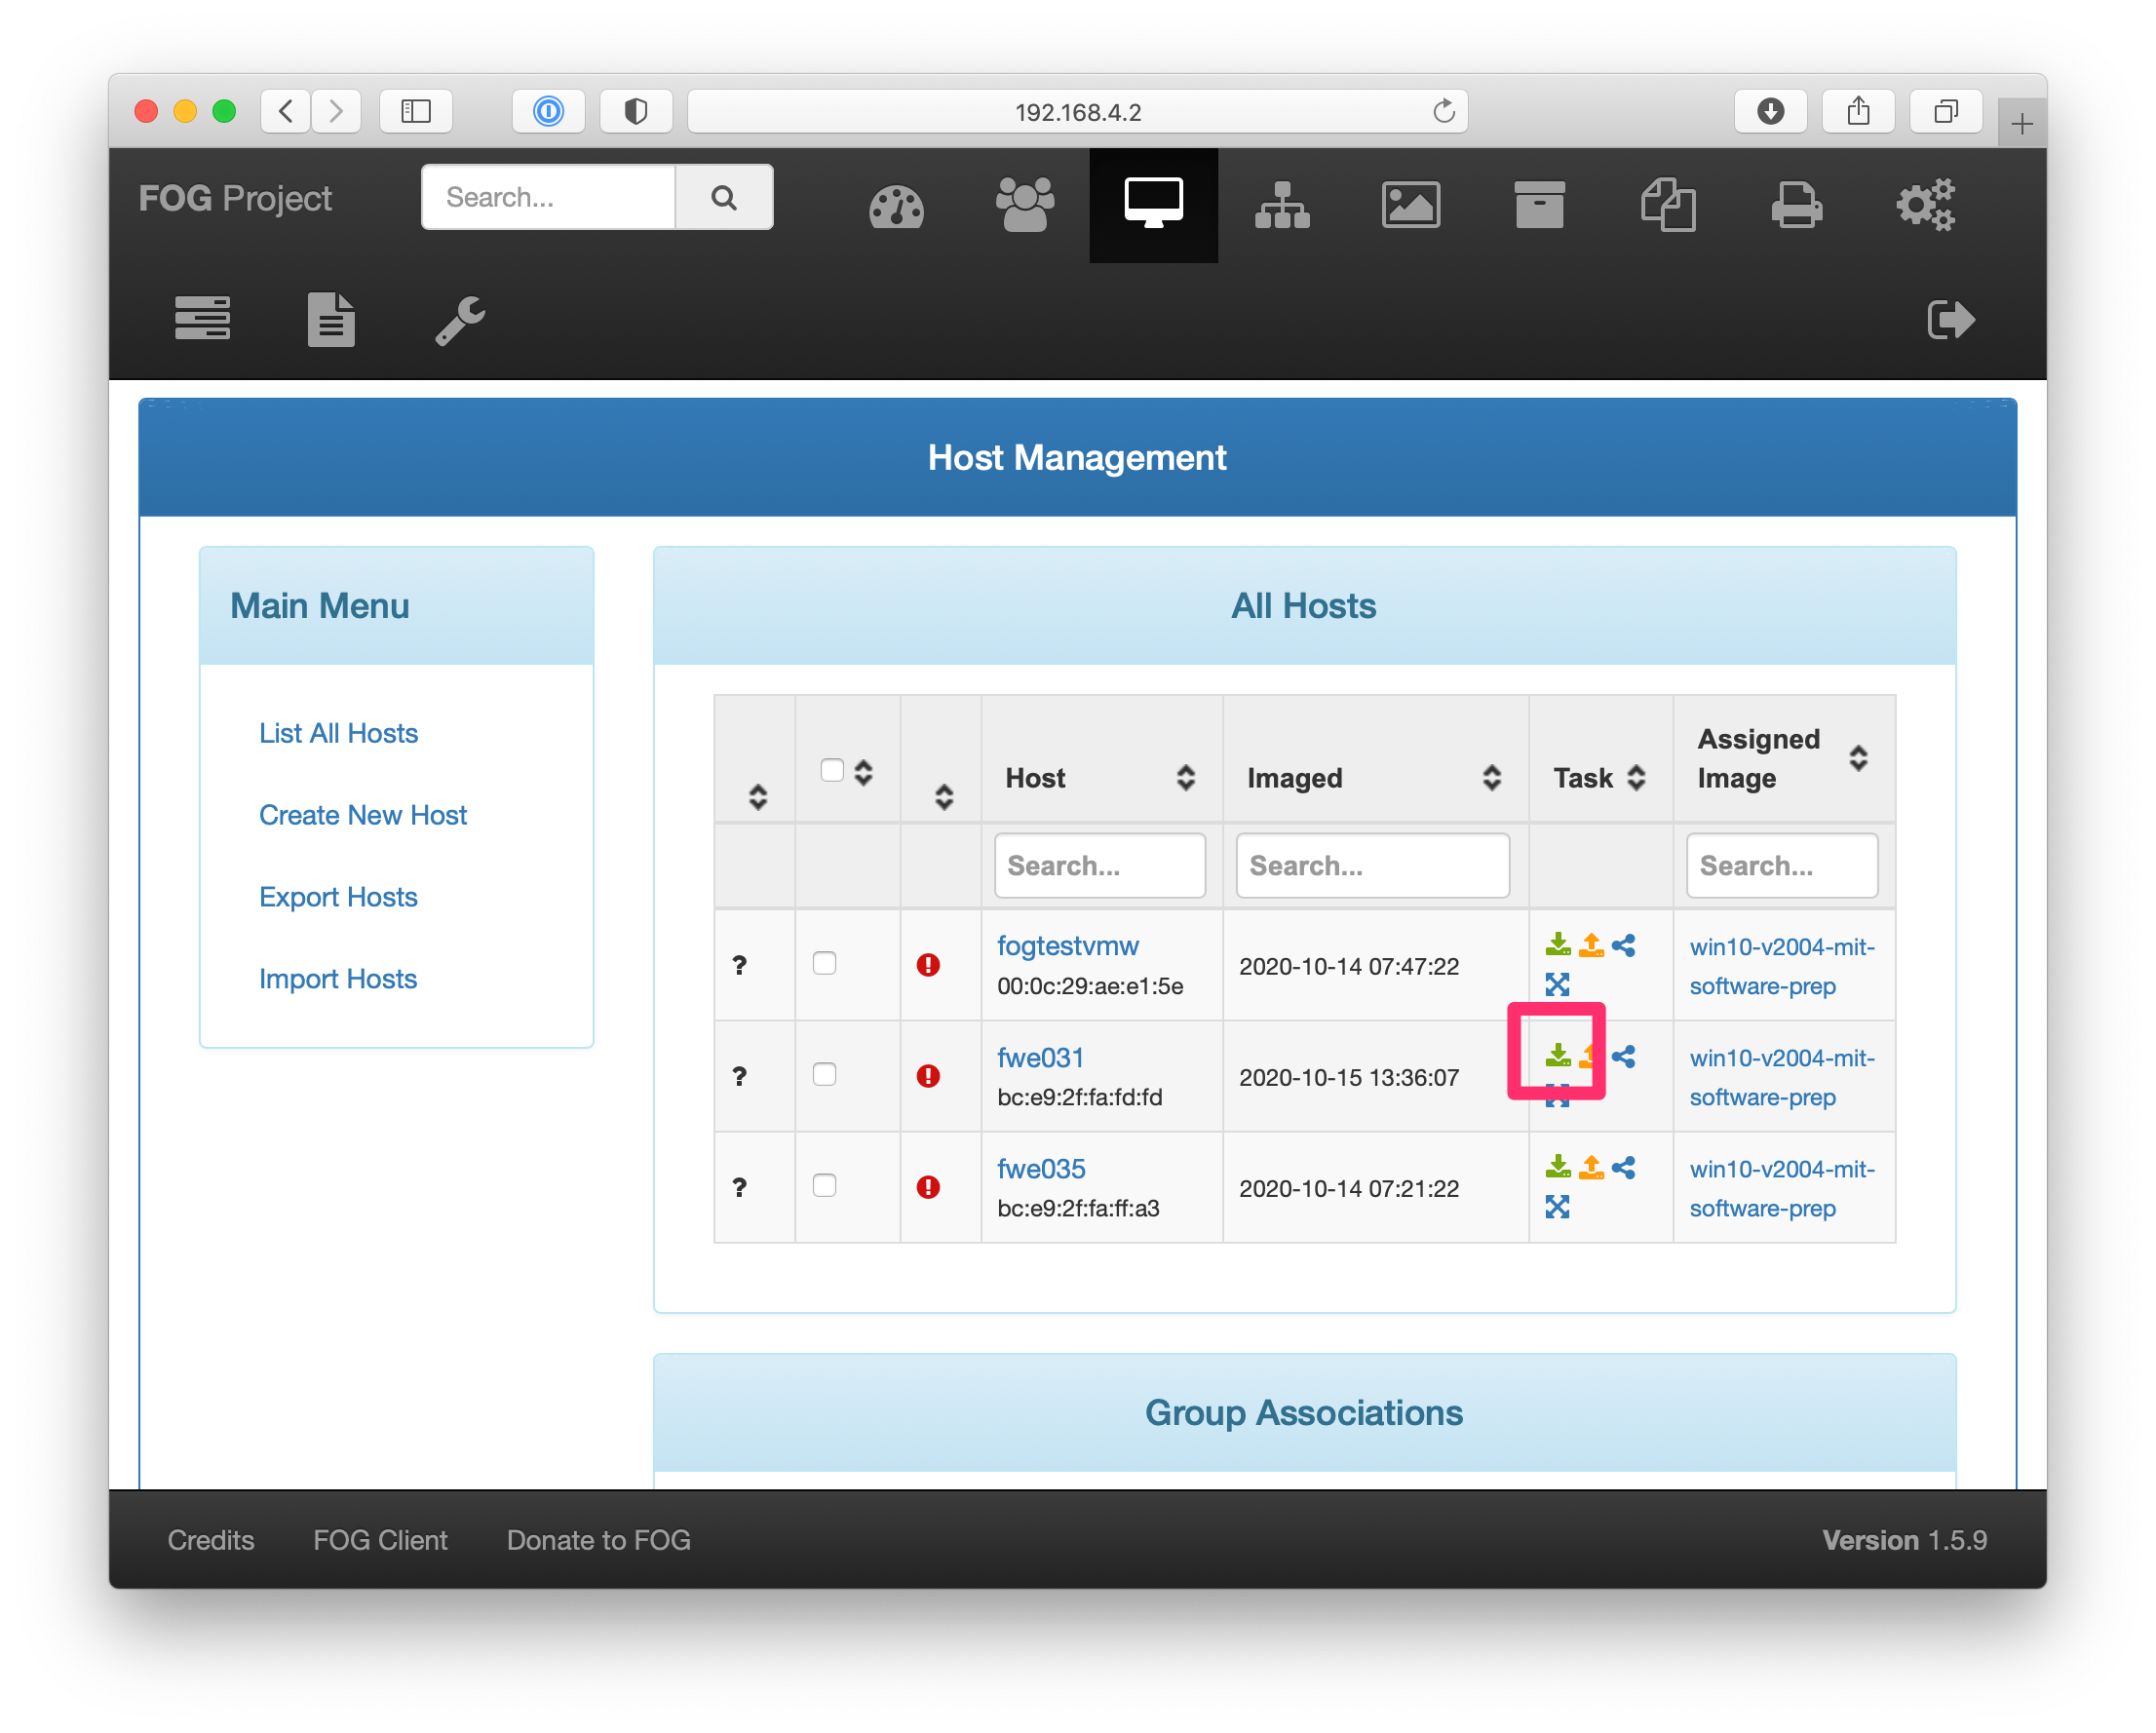 192.168.4.2
FOG Project
Search...
Host Management
Main Menu
List All Hosts
Create New Host
Export Hosts
Import Hosts
All Hosts
Host
Imaged
Task
Assigned
Image
Search...
Search...
Search...
?
fogtestvmw
00:0c:29:ae:e1:5e
2020-10-14 07:47:22
win10-v2004-mit-
software-prep
?
fwe031
bc:e9:2f:fa:fd:fd
2020-10-15 13:36:07
win10-v2004-mit-
software-prep
?
fwe035
bc:e9:2f:fa:ff:a3
2020-10-14 07:21:22
win10-v2004-mit-
software-prep
Group Associations
Credits
FOG Client
Donate to FOG
Version 1.5.9